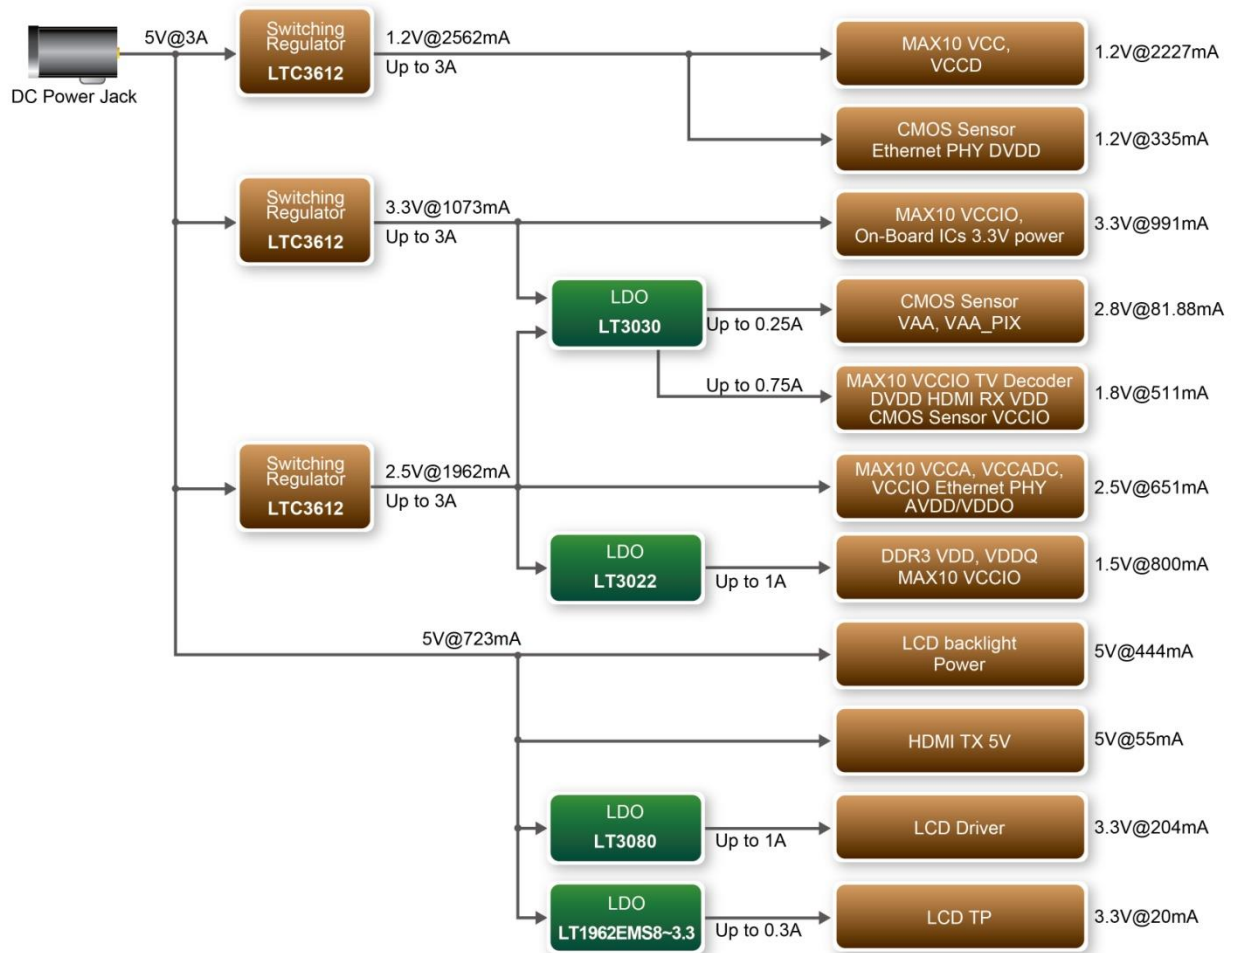 5V@3A
DC Power Jack
Switching
Regulator
LTC3612
1.2V@2562mA
Up to 3A
MAX10 VCC,
VCCD
1.2V@2227mA
CMOS Sensor
Ethernet PHY DVDD
1.2V@335mA
Switching
Regulator
LTC3612
3.3V@1073mA
Up to 3A
MAX10 VCCIO,
On-Board ICs 3.3V power
3.3V@991mA
LDO
LT3030
Up to 0.25A
CMOS Sensor
VAA, VAA_PIX
2.8V@81.88mA
Up to 0.75A
MAX10 VCCIO TV Decoder
DVDD HDMI RX VDD
CMOS Sensor VCCIO
1.8V@511mA
Switching
Regulator
LTC3612
2.5V@1962mA
Up to 3A
MAX10 VCCA, VCCADC,
VCCIO Ethernet PHY
AVDD/VDDO
2.5V@651mA
LDO
LT3022
Up to 1A
DDR3 VDD, VDDQ
MAX10 VCCIO
1.5V@800mA
5V@723mA
LCD backlight
Power
5V@444mA
HDMI TX 5V
5V@55mA
LDO
LT3080
Up to 1A
LCD Driver
3.3V@204mA
LDO
LT1962EMS8~3.3
Up to 0.3A
LCD TP
3.3V@20mA